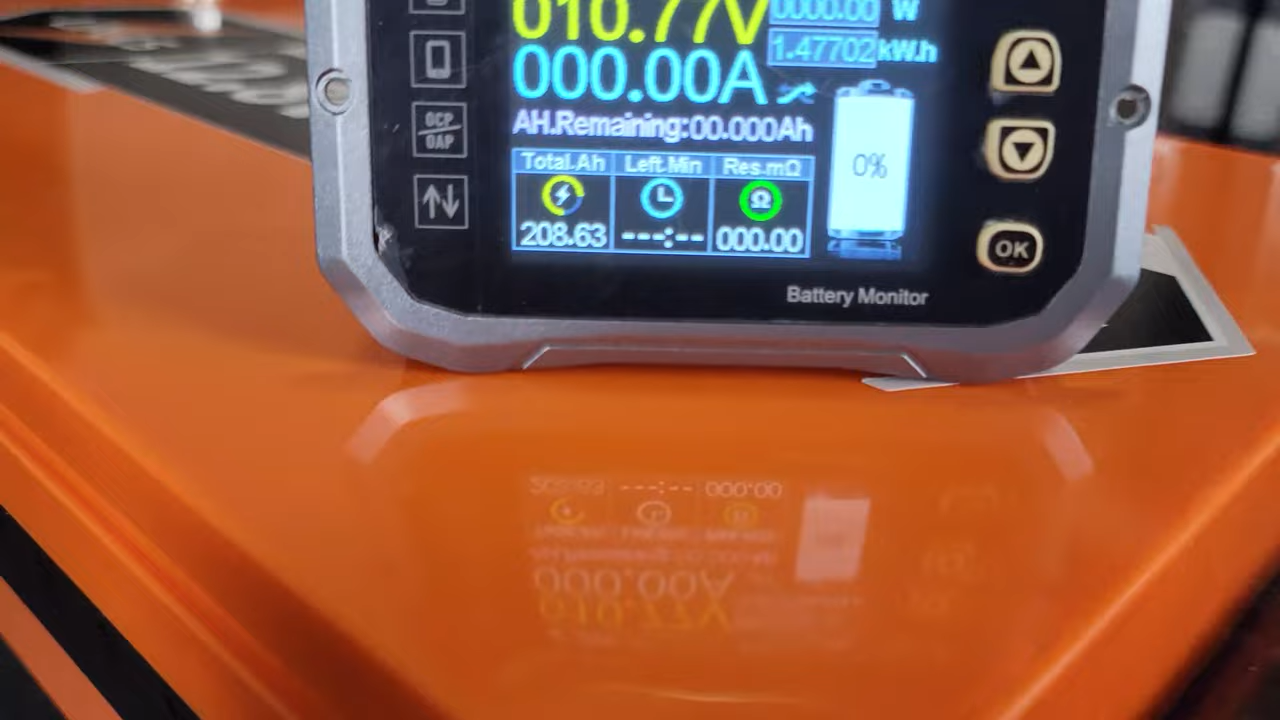 010.77V
0000.00 W
1.47702 kW.h
000.00A
OCP
OAP
AH.Remaining:00.000Ah
Total.Ah Left.Min Res.mΩ
0%
208.63 ---:-- 000.00
OK
Battery Monitor